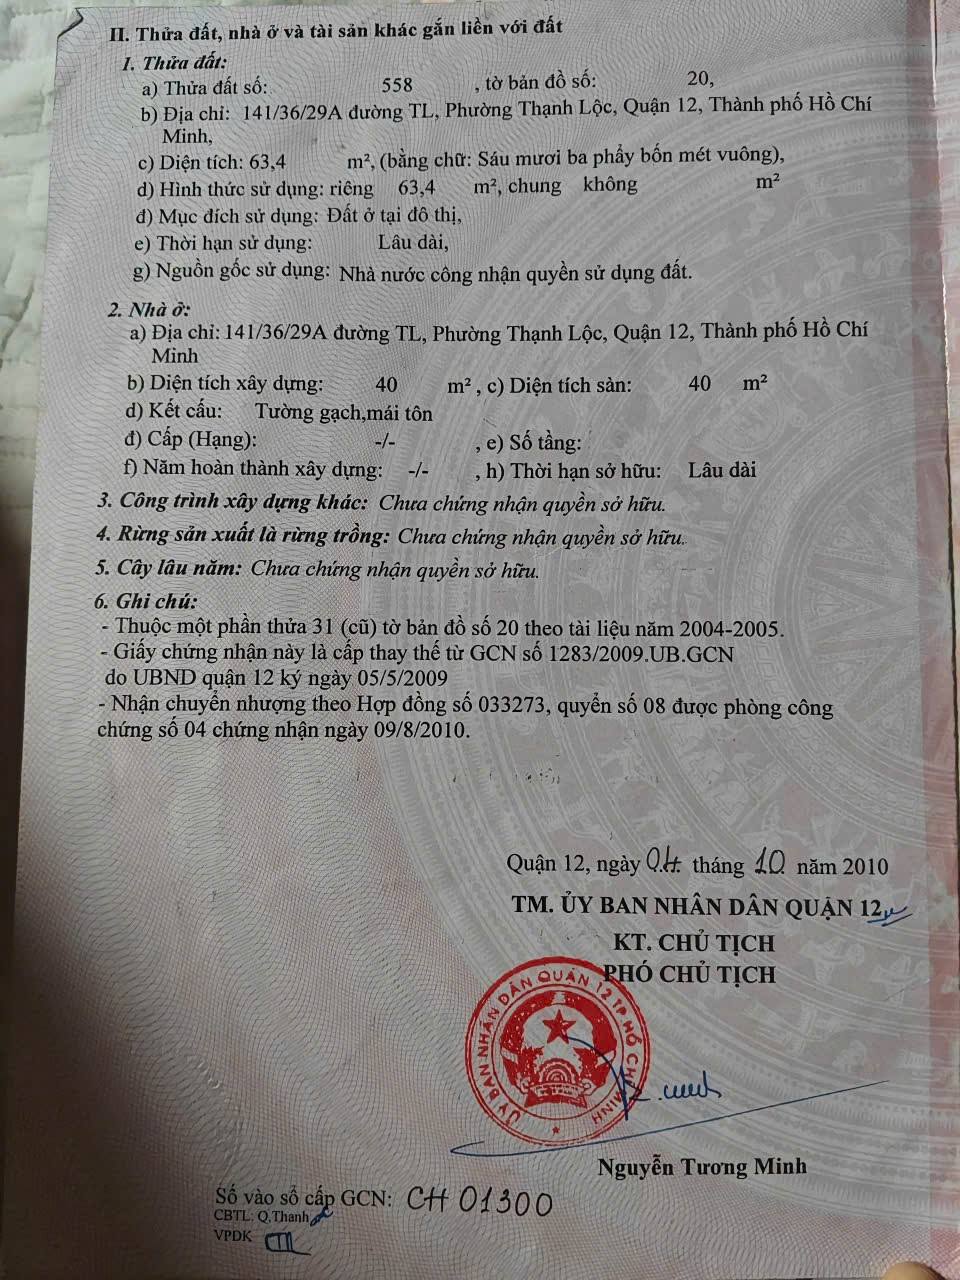 II. Thửa đất, nhà ở và tài sản khác gắn liền với đất
1. Thửa đất:
a) Thửa đất số: 558 , tờ bản đồ số: 20,
b) Địa chỉ: 141/36/29A đường TL, Phường Thạnh Lộc, Quận 12, Thành phố Hồ Chí
Minh,
c) Diện tích: 63,4 m², (bằng chữ: Sáu mươi ba phẩy bốn mét vuông),
d) Hình thức sử dụng: riêng 63,4 m², chung không m²
đ) Mục đích sử dụng: Đất ở tại đô thị,
e) Thời hạn sử dụng: Lâu dài,
g) Nguồn gốc sử dụng: Nhà nước công nhận quyền sử dụng đất.
2. Nhà ở:
a) Địa chỉ: 141/36/29A đường TL, Phường Thạnh Lộc, Quận 12, Thành phố Hồ Chí
Minh
b) Diện tích xây dựng: 40 m² , c) Diện tích sàn: 40 m²
d) Kết cấu: Tường gạch,mái tôn
đ) Cấp (Hạng): -/- , e) Số tầng:
f) Năm hoàn thành xây dựng: -/- , h) Thời hạn sở hữu: Lâu dài
3. Công trình xây dựng khác: Chưa chứng nhận quyền sở hữu.
4. Rừng sản xuất là rừng trồng: Chưa chứng nhận quyền sở hữu.
5. Cây lâu năm: Chưa chứng nhận quyền sở hữu.
6. Ghi chú:
- Thuộc một phần thửa 31 (cũ) tờ bản đồ số 20 theo tài liệu năm 2004-2005.
- Giấy chứng nhận này là cấp thay thế từ GCN số 1283/2009.UB.GCN
do UBND quận 12 ký ngày 05/5/2009
- Nhận chuyển nhượng theo Hợp đồng số 033273, quyển số 08 được phòng công
chứng số 04 chứng nhận ngày 09/8/2010.
Quận 12, ngày 04 tháng 10 năm 2010
TM. ỦY BAN NHÂN DÂN QUẬN 12
KT. CHỦ TỊCH
PHÓ CHỦ TỊCH
ỦY BAN NHÂN DÂN QUẬN 12 TP HỒ CHÍ MINH
Nguyễn Tương Minh
Số vào sổ cấp GCN: CH 01300
CBTL. Q.Thanh
VPDK